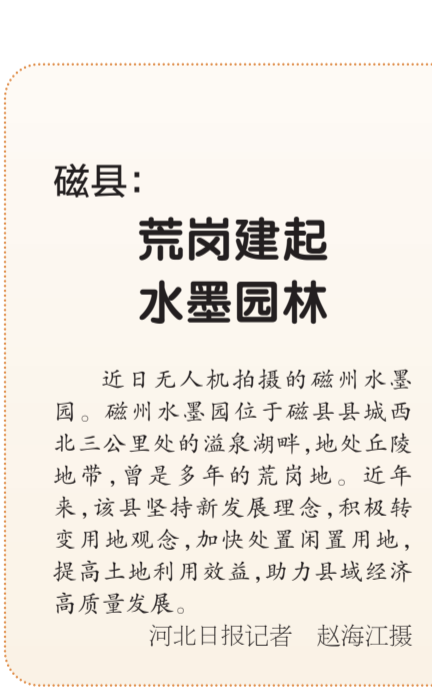 磁县：
荒岗建起
水墨园林
近日无人机拍摄的磁州水墨
园。磁州水墨园位于磁县县城西
北三公里处的溢泉湖畔，地处丘陵
地带，曾是多年的荒岗地。近年
来，该县坚持新发展理念，积极转
变用地观念，加快处置闲置用地，
提高土地利用效益，助力县域经济
高质量发展。
河北日报记者　赵海江摄